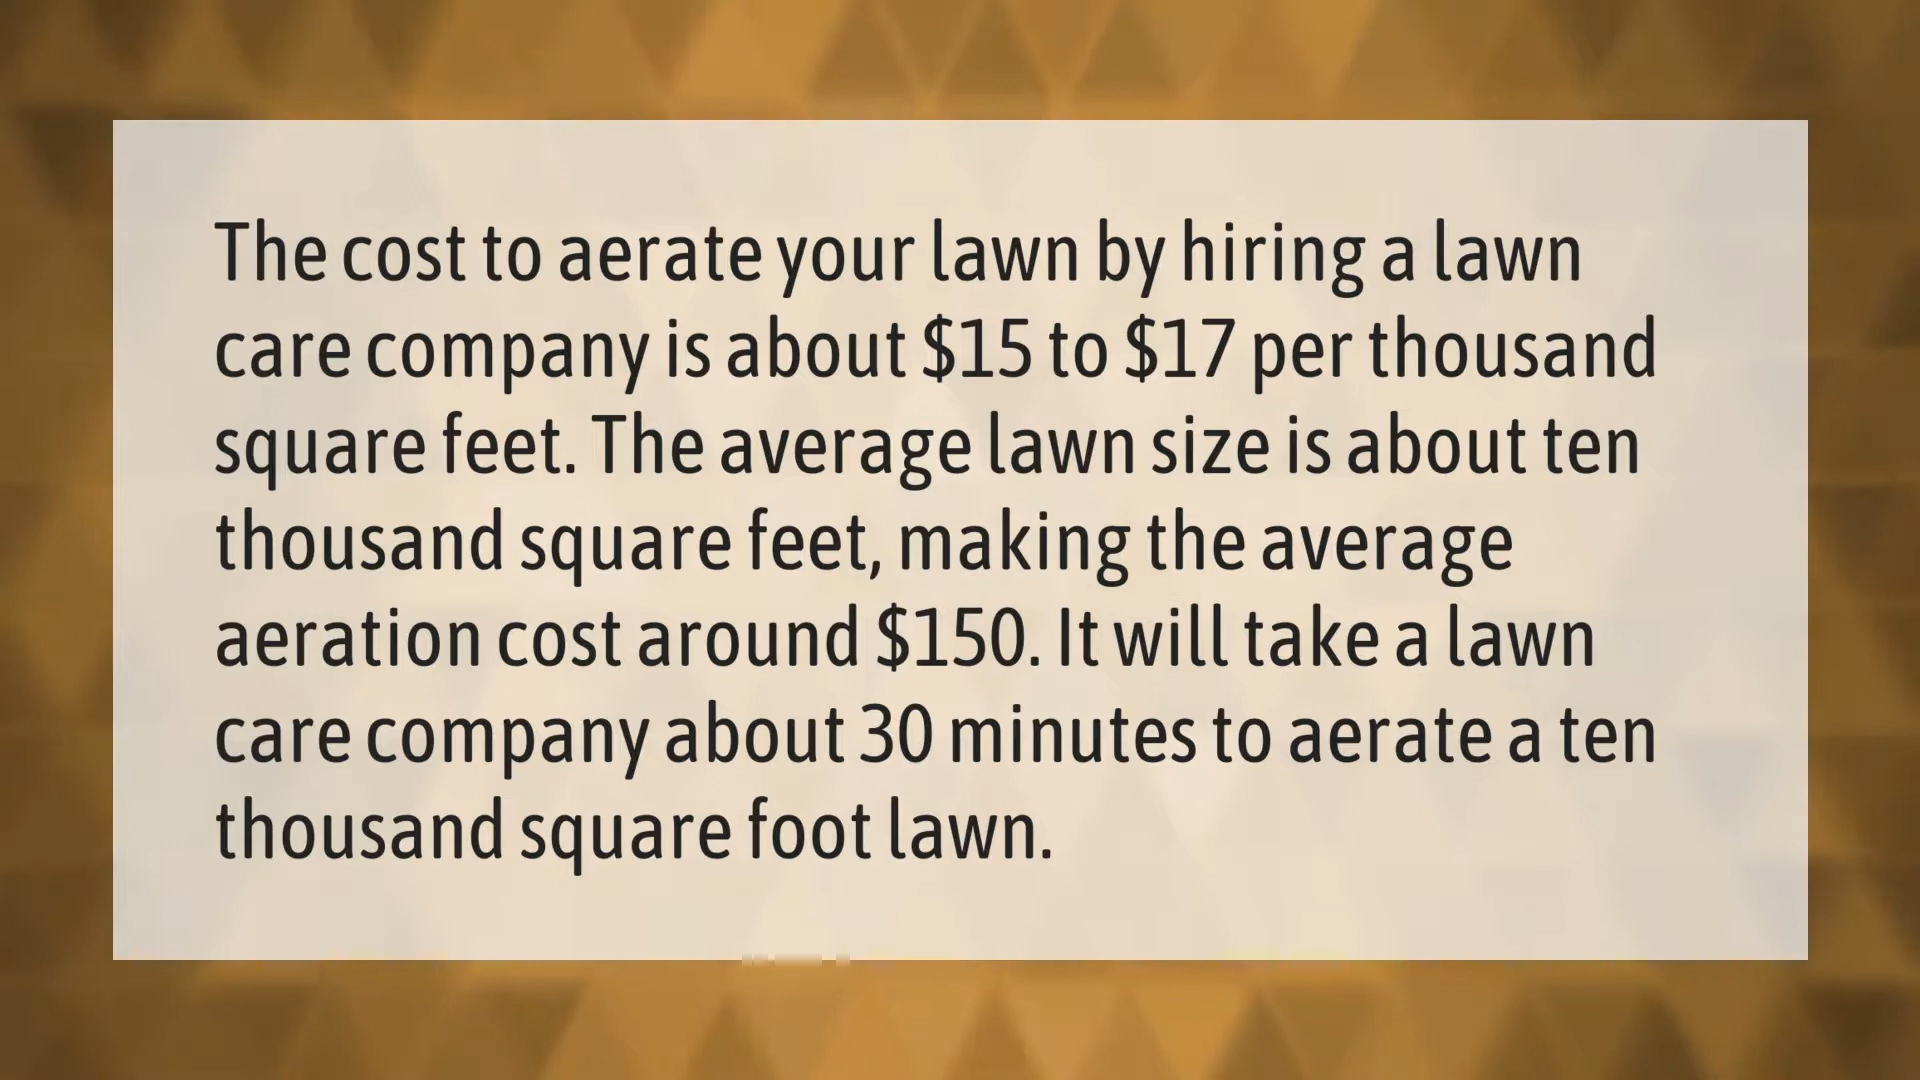 The cost to aerate your lawn by hiring a lawn
care company is about $15 to $17 per thousand
square feet. The average lawn size is about ten
thousand square feet, making the average
aeration cost around $150. It will take a lawn
care company about 30 minutes to aerate a ten
thousand square foot lawn.